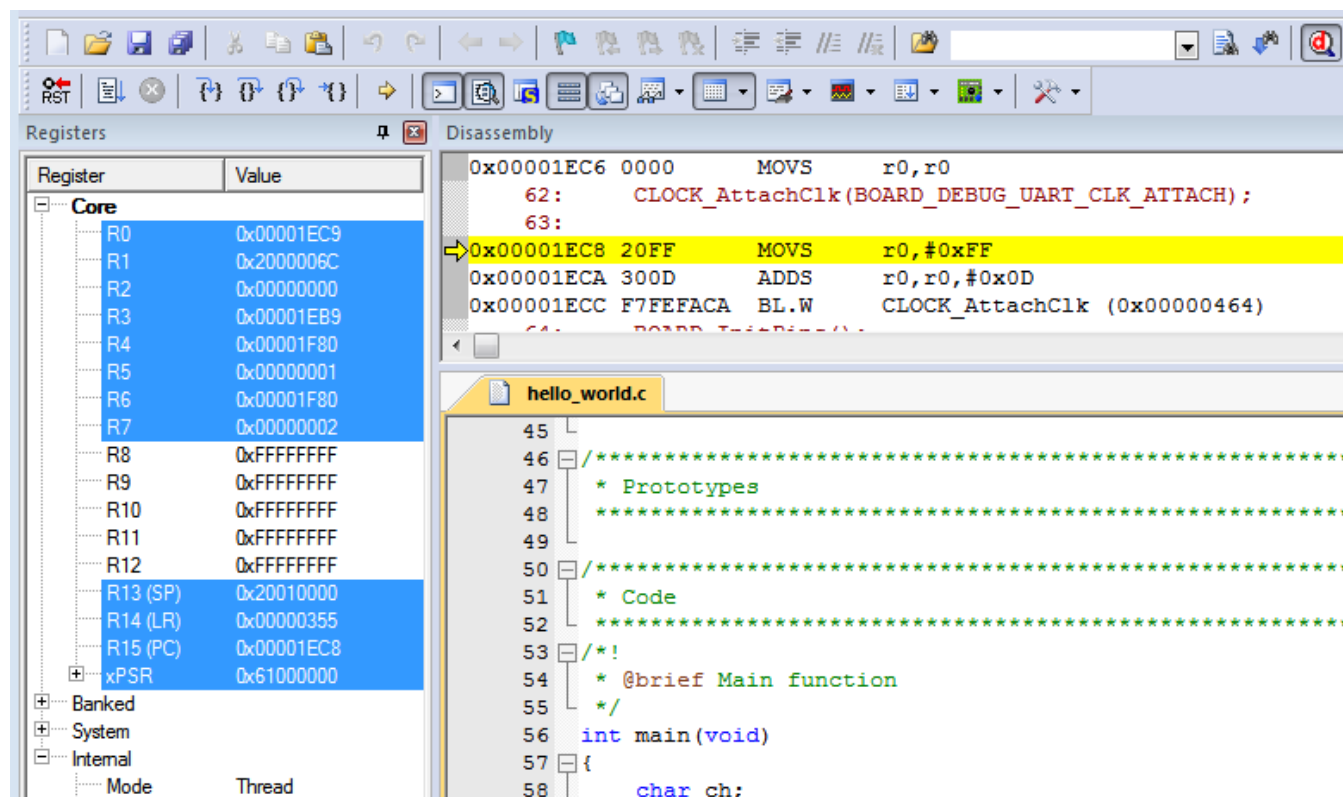 RST
Registers
Register Value
Core
R0 0x00001EC9
R1 0x2000006C
R2 0x00000000
R3 0x00001EB9
R4 0x00001F80
R5 0x00000001
R6 0x00001F80
R7 0x00000002
R8 0xFFFFFFFF
R9 0xFFFFFFFF
R10 0xFFFFFFFF
R11 0xFFFFFFFF
R12 0xFFFFFFFF
R13 (SP) 0x20010000
R14 (LR) 0x00000355
R15 (PC) 0x00001EC8
xPSR 0x61000000
Banked
System
Internal
Mode Thread
Disassembly
0x00001EC6 0000 MOVS r0,r0
62: CLOCK_AttachClk(BOARD_DEBUG_UART_CLK_ATTACH);
63:
0x00001EC8 20FF MOVS r0,#0xFF
0x00001ECA 300D ADDS r0,r0,#0x0D
0x00001ECC F7FEFACA BL.W CLOCK_AttachClk (0x00000464)
hello_world.c
45
46 /*********************************************************
47 * Prototypes
48 *********************************************************
49
50 /*********************************************************
51 * Code
52 *********************************************************
53 /*!
54 * @brief Main function
55 */
56 int main(void)
57 {
58 char ch;